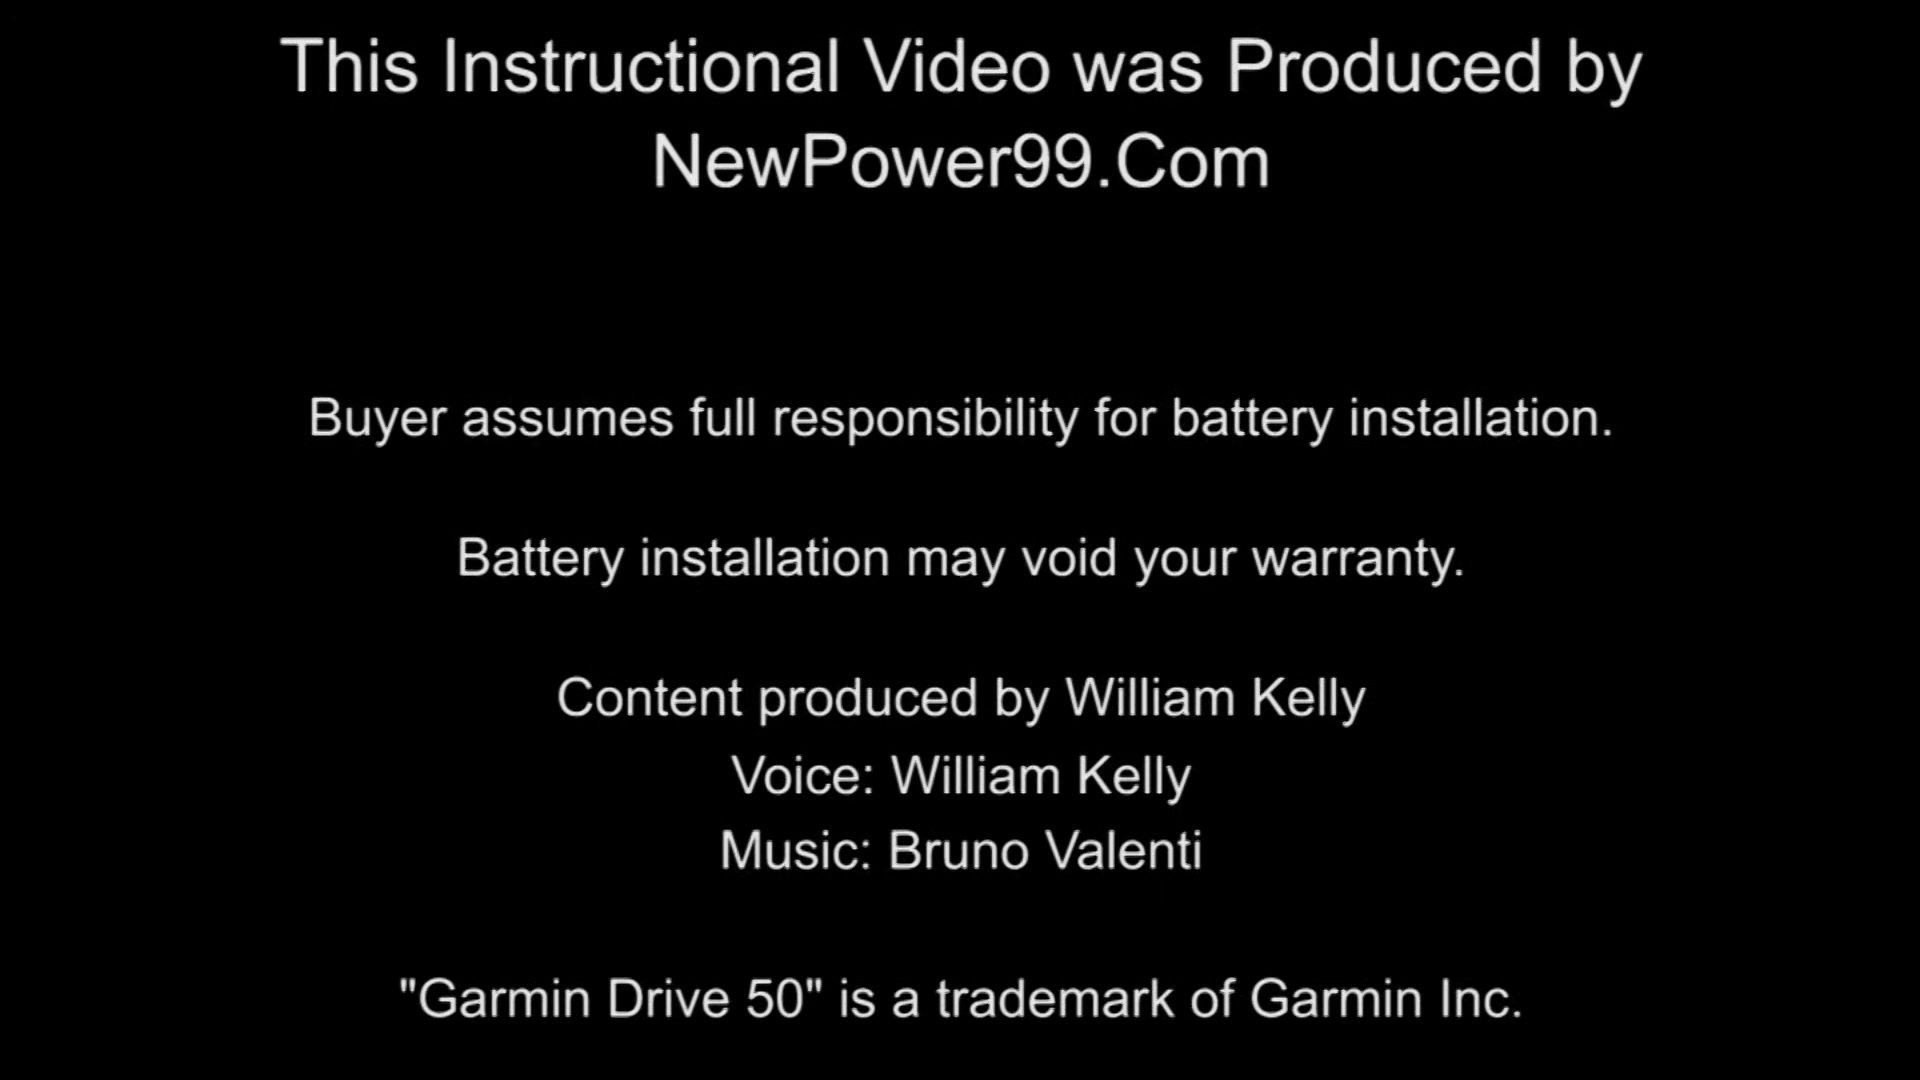 This Instructional Video was Produced by
NewPower99.Com
Buyer assumes full responsibility for battery installation.
Battery installation may void your warranty.
Content produced by William Kelly
Voice: William Kelly
Music: Bruno Valenti
"Garmin Drive 50" is a trademark of Garmin Inc.